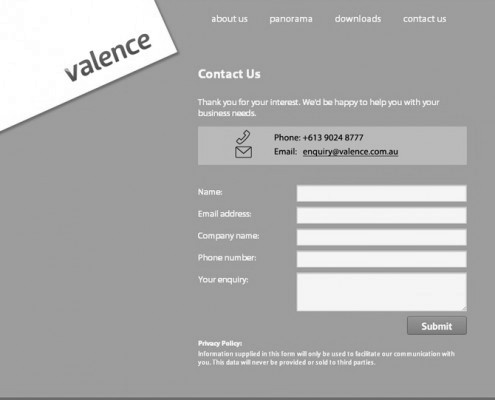 valence
about us panorama downloads contact us
Contact Us
Thank you for your interest. We'd be happy to help you with your
business needs.
Phone: +613 9024 8777
Email: enquiry@valence.com.au
Name:
Email address:
Company name:
Phone number:
Your enquiry:
Submit
Privacy Policy:
Information supplied in this form will only be used to facilitate our communication with
you. This data will never be provided or sold to third parties.